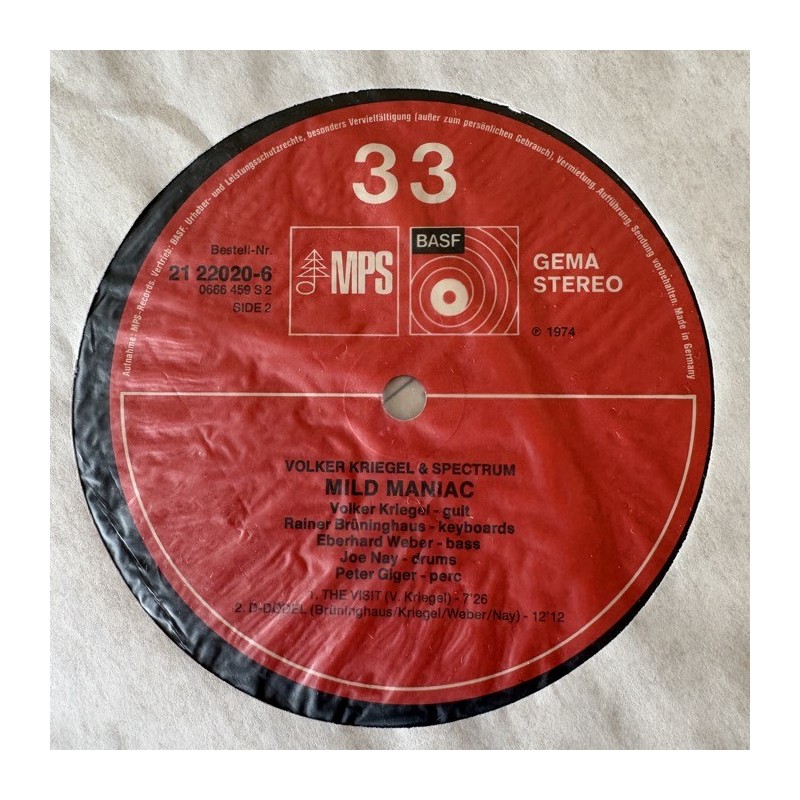 Aufnahme: MPS-Records. Vertrieb: BASF. Urheber- und Leistungsschutzrechte, besonders Vervielfältigung (außer zum persönlichen Gebrauch), Vermietung, Aufführung, Sendung vorbehalten. Made in Germany
33
Bestell-Nr.
21 22020-6
0666 459 S 2
SIDE 2
MPS
BASF
GEMA
STEREO
℗ 1974
VOLKER KRIEGEL & SPECTRUM
MILD MANIAC
Volker Kriegel - guit
Rainer Brüninghaus - keyboards
Eberhard Weber - bass
Joe Nay - drums
Peter Giger - perc
1. THE VISIT (V. Kriegel) - 7'26
2. D-DODEL (Brüninghaus/Kriegel/Weber/Nay) - 12'12